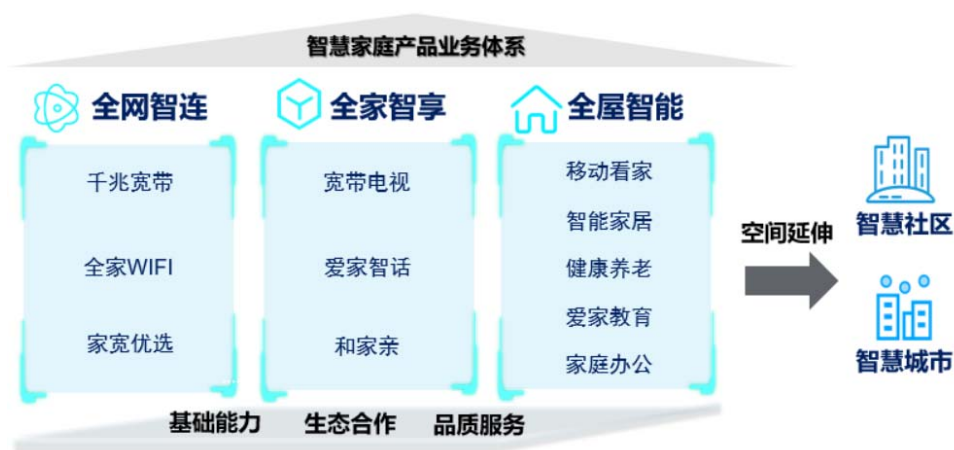 智慧家庭产品业务体系
全网智连
千兆宽带
全家WIFI
家宽优选
全家智享
宽带电视
爱家智话
和家亲
全屋智能
移动看家
智能家居
健康养老
爱家教育
家庭办公
空间延伸
智慧社区
智慧城市
基础能力 生态合作 品质服务